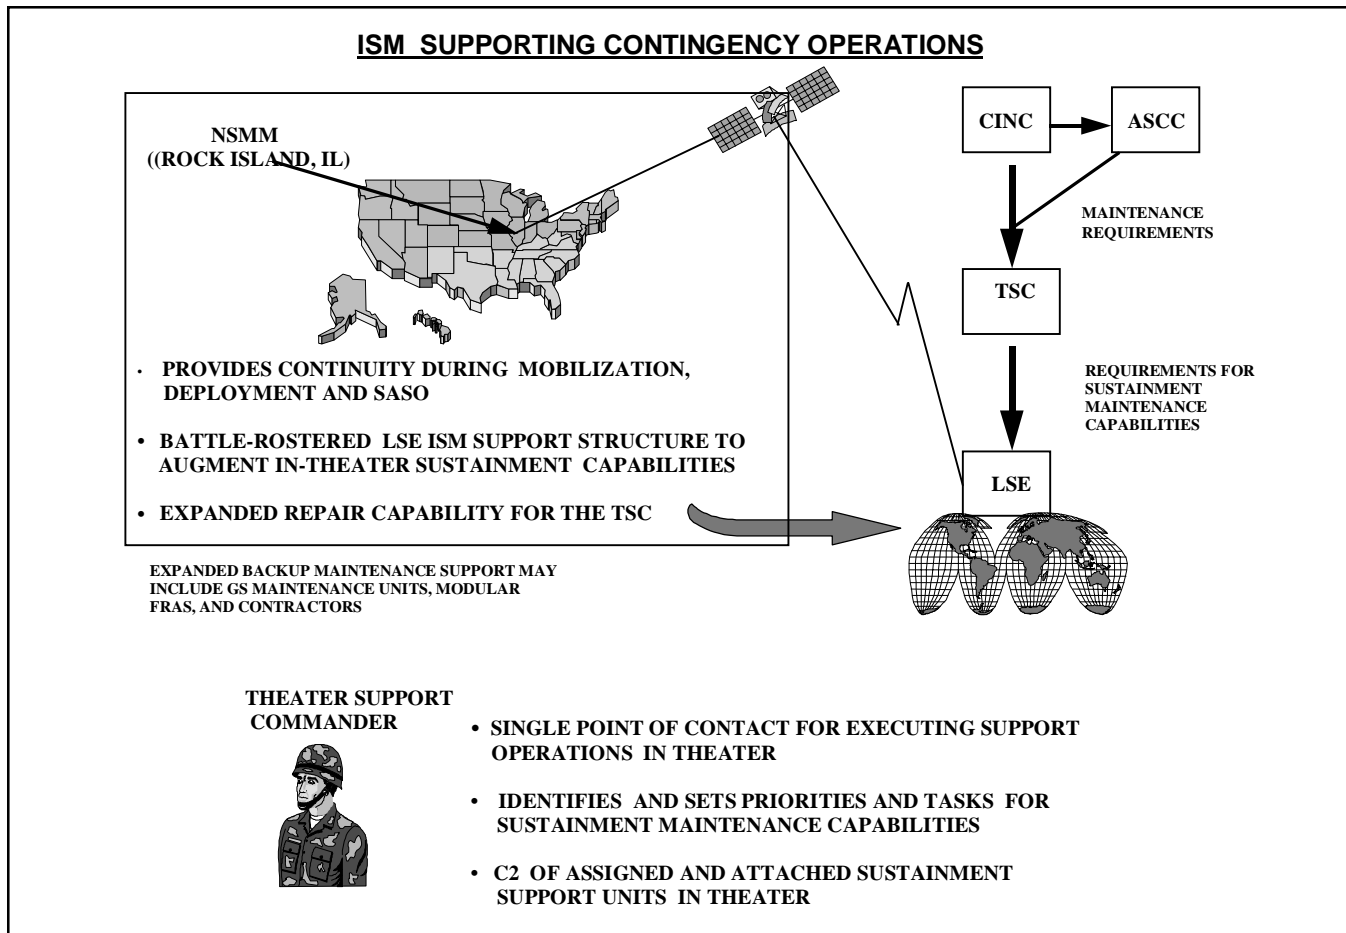 ISM SUPPORTING CONTINGENCY OPERATIONS
NSMM
((ROCK ISLAND, IL)
CINC
ASCC
MAINTENANCE
REQUIREMENTS
TSC
REQUIREMENTS FOR
SUSTAINMENT
MAINTENANCE
CAPABILITIES
LSE
• PROVIDES CONTINUITY DURING MOBILIZATION,
DEPLOYMENT AND SASO
• BATTLE-ROSTERED LSE ISM SUPPORT STRUCTURE TO
AUGMENT IN-THEATER SUSTAINMENT CAPABILITIES
• EXPANDED REPAIR CAPABILITY FOR THE TSC
EXPANDED BACKUP MAINTENANCE SUPPORT MAY
INCLUDE GS MAINTENANCE UNITS, MODULAR
FRAS, AND CONTRACTORS
THEATER SUPPORT
COMMANDER
• SINGLE POINT OF CONTACT FOR EXECUTING SUPPORT
OPERATIONS IN THEATER
• IDENTIFIES AND SETS PRIORITIES AND TASKS FOR
SUSTAINMENT MAINTENANCE CAPABILITIES
• C2 OF ASSIGNED AND ATTACHED SUSTAINMENT
SUPPORT UNITS IN THEATER